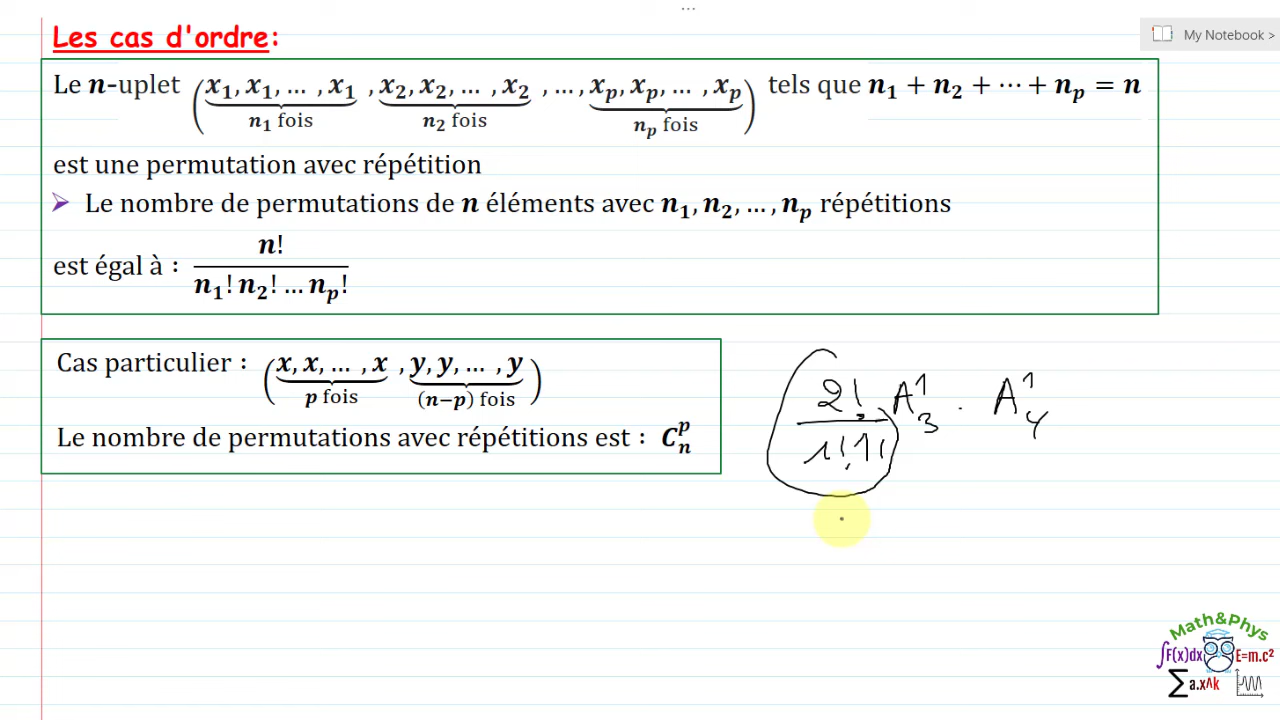 ...
My Notebook >
Les cas d'ordre:
Le n-uplet (x₁, x₁, … , x₁ , x₂, x₂, … , x₂ , … , xₚ, xₚ, … , xₚ) tels que n₁ + n₂ + ⋯ + nₚ = n
n₁ fois n₂ fois nₚ fois
est une permutation avec répétition
➢ Le nombre de permutations de n éléments avec n₁, n₂, … , nₚ répétitions
est égal à : n! / (n₁! n₂! … nₚ!)
Cas particulier : (x, x, … , x , y, y, … , y)
p fois (n−p) fois
Le nombre de permutations avec répétitions est : Cₙᵖ
2! / (1! 1!) A₃¹ . A₄¹
Math&Phys
∫F(x)dx E=m.c²
∑ a.x^k